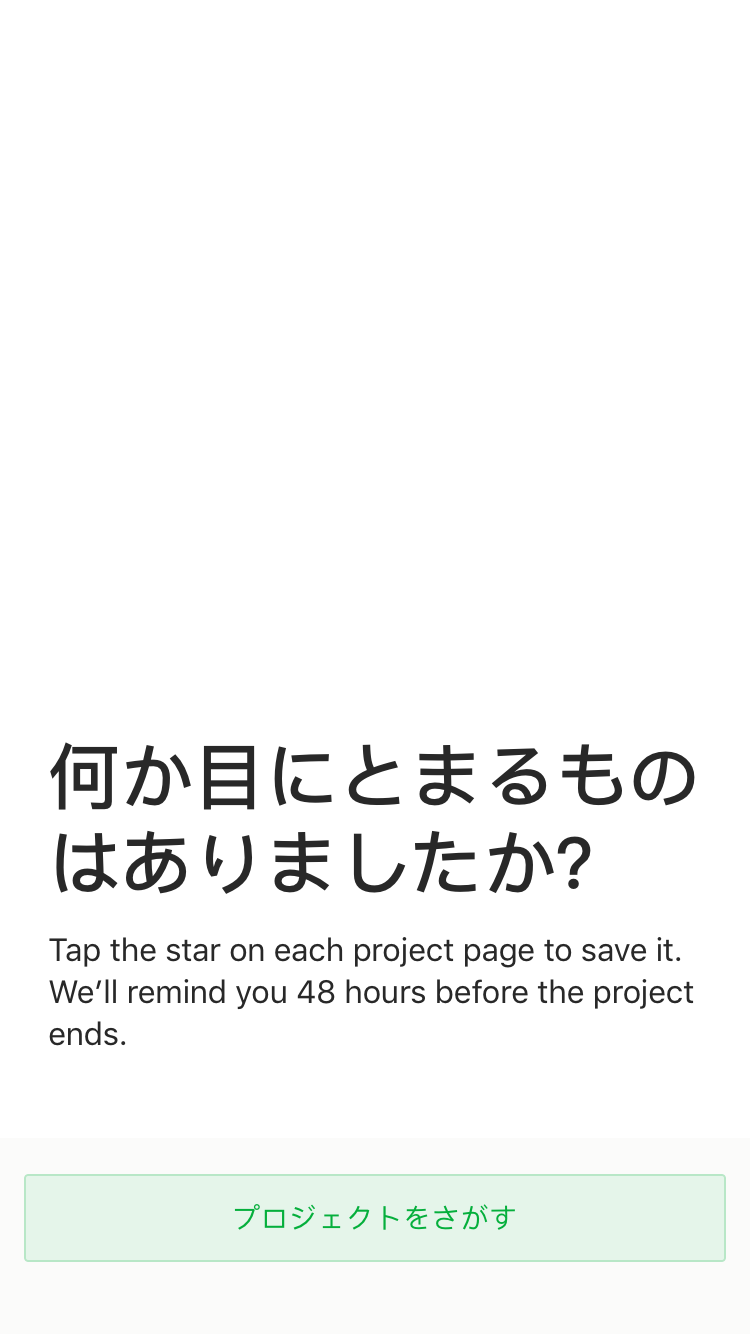 何か目にとまるもの
はありましたか?
Tap the star on each project page to save it.
We’ll remind you 48 hours before the project
ends.
プロジェクトをさがす